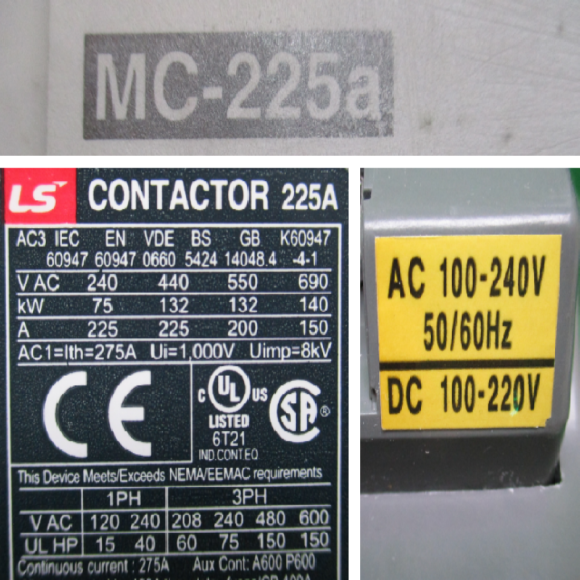 MC-225a
LS CONTACTOR 225A
AC3 IEC EN VDE BS GB K60947
60947 60947 0660 5424 14048.4 -4-1
V AC 240 440 550 690
kW 75 132 132 140
A 225 225 200 150
AC1=Ith=275A Ui=1,000V Uimp=8kV
CE
C UL US
LISTED
6T21
IND.CONT.EQ
SA ®
This Device Meets/Exceeds NEMA/EEMAC requirements
1PH 3PH
V AC 120 240 208 240 480 600
UL HP 15 40 60 75 150 150
Continuous current : 275A Aux Cont: A600 P600
AC 100-240V
50/60Hz
DC 100-220V